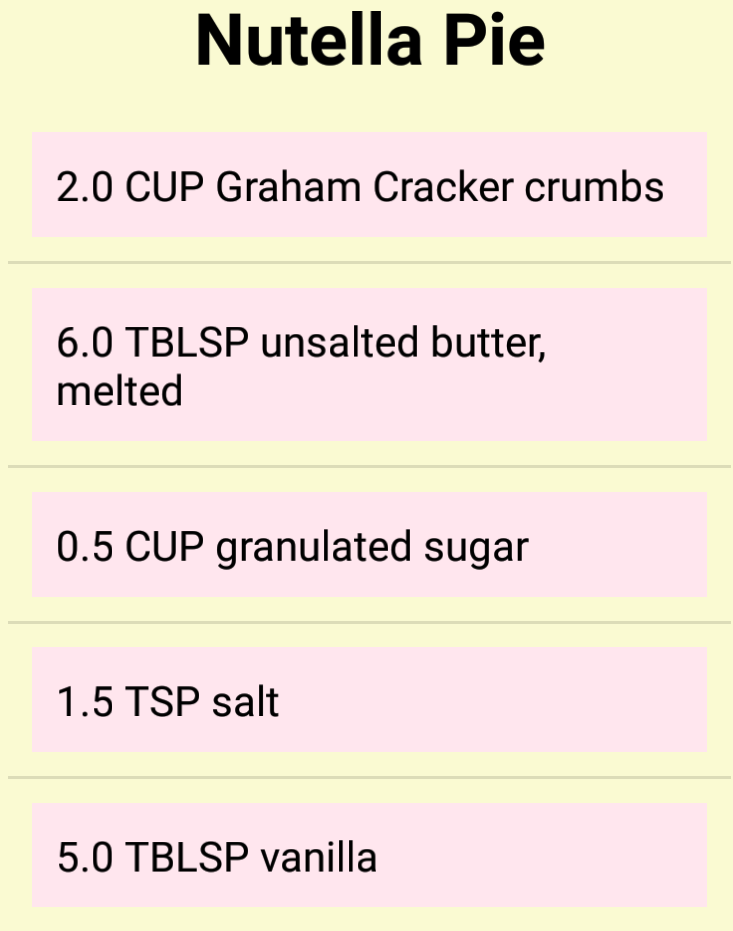 Nutella Pie
2.0 CUP Graham Cracker crumbs
6.0 TBLSP unsalted butter,
melted
0.5 CUP granulated sugar
1.5 TSP salt
5.0 TBLSP vanilla